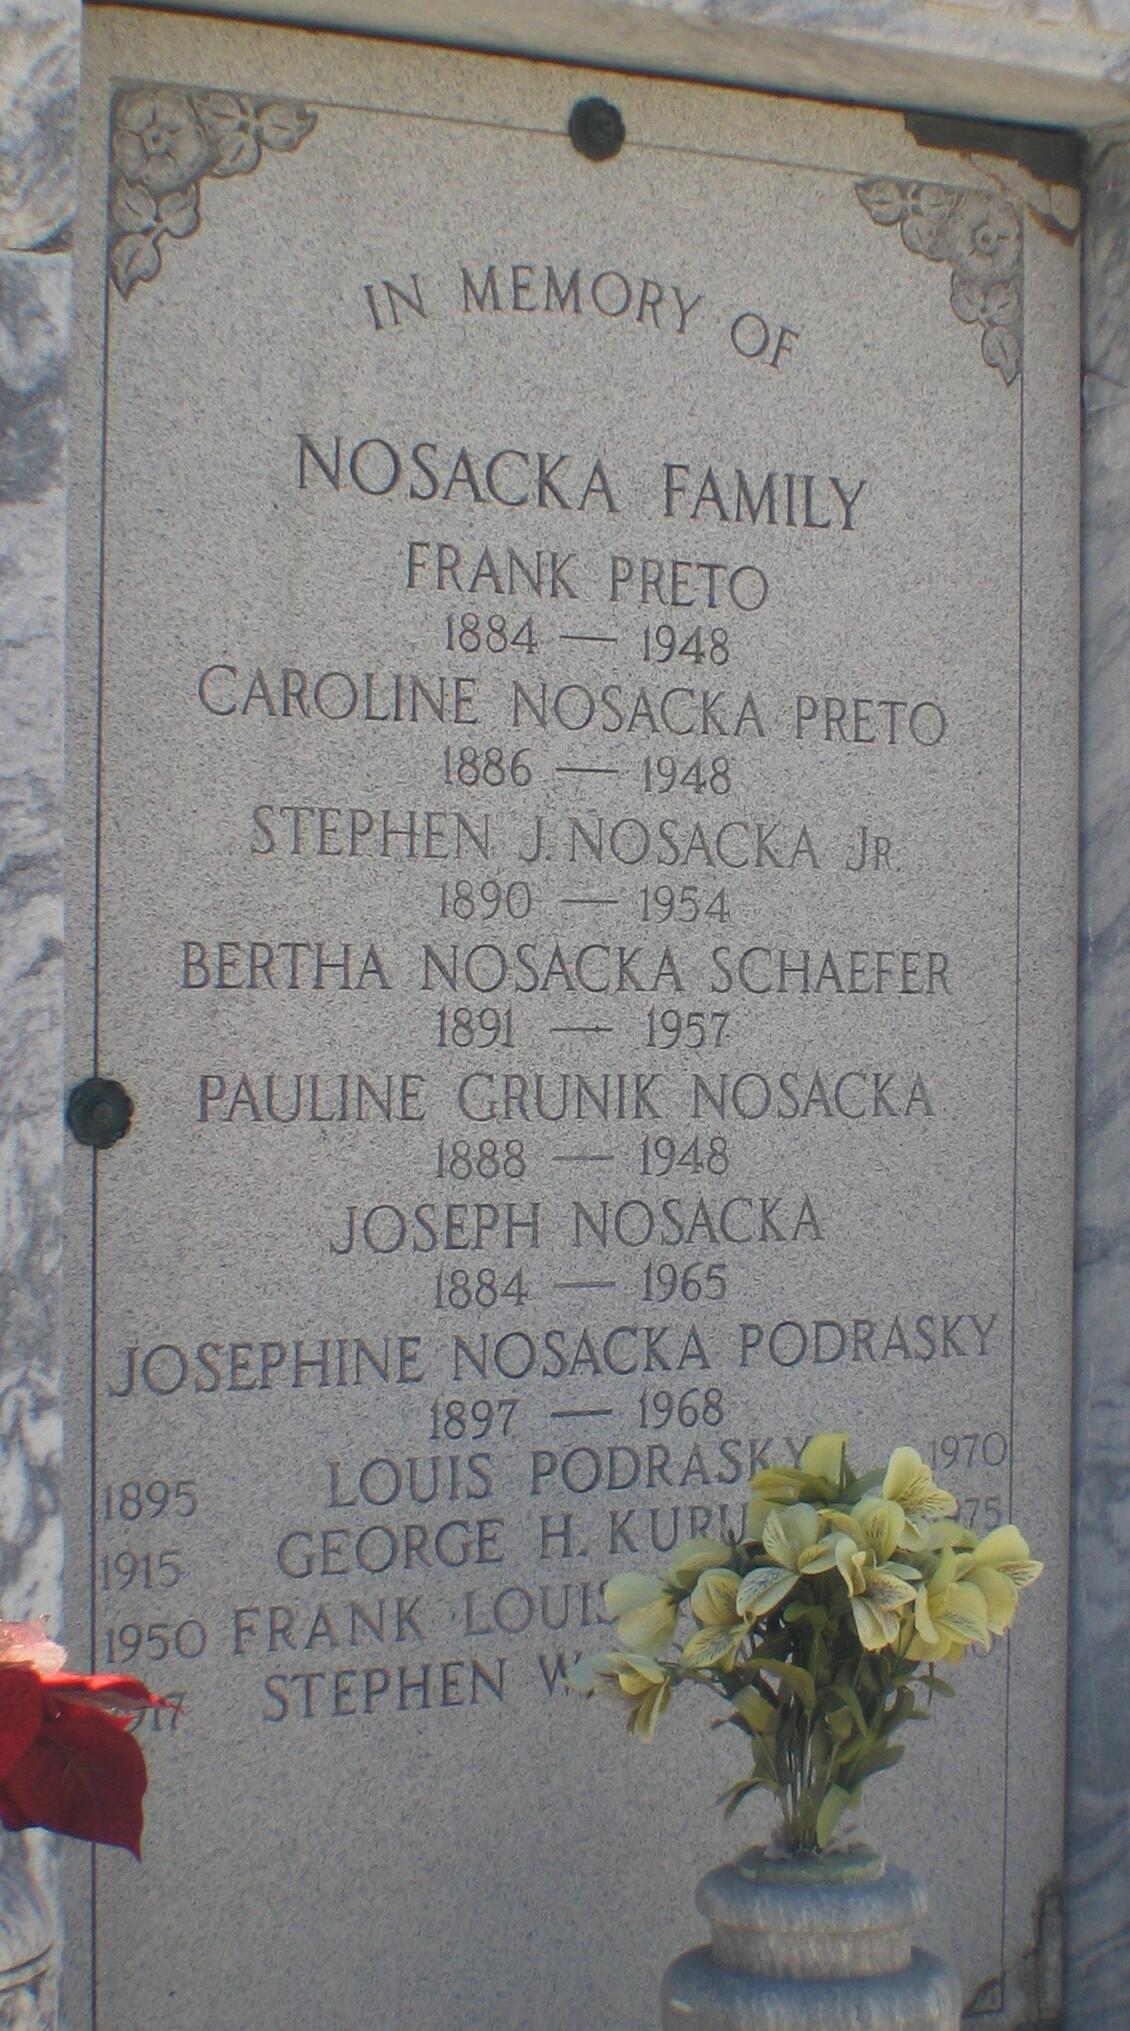 IN MEMORY OF
NOSACKA FAMILY
FRANK PRETO
1884 — 1948
CAROLINE NOSACKA PRETO
1886 — 1948
STEPHEN J. NOSACKA JR.
1890 — 1954
BERTHA NOSACKA SCHAEFER
1891 — 1957
PAULINE GRUNIK NOSACKA
1888 — 1948
JOSEPH NOSACKA
1884 — 1965
JOSEPHINE NOSACKA PODRASKY
1897 — 1968
1895 LOUIS PODRASKY 1970
1915 GEORGE H.
1950 FRANK LOUIS
STEPHEN W.